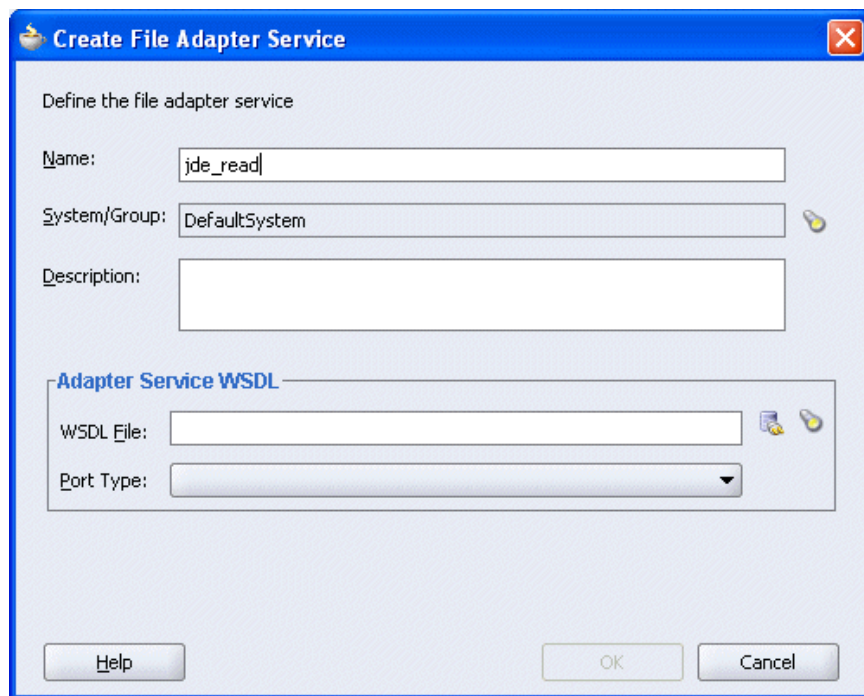 Create File Adapter Service
Define the file adapter service
Name: jde_read
System/Group: DefaultSystem
Description:
Adapter Service WSDL
WSDL File:
Port Type:
Help OK Cancel